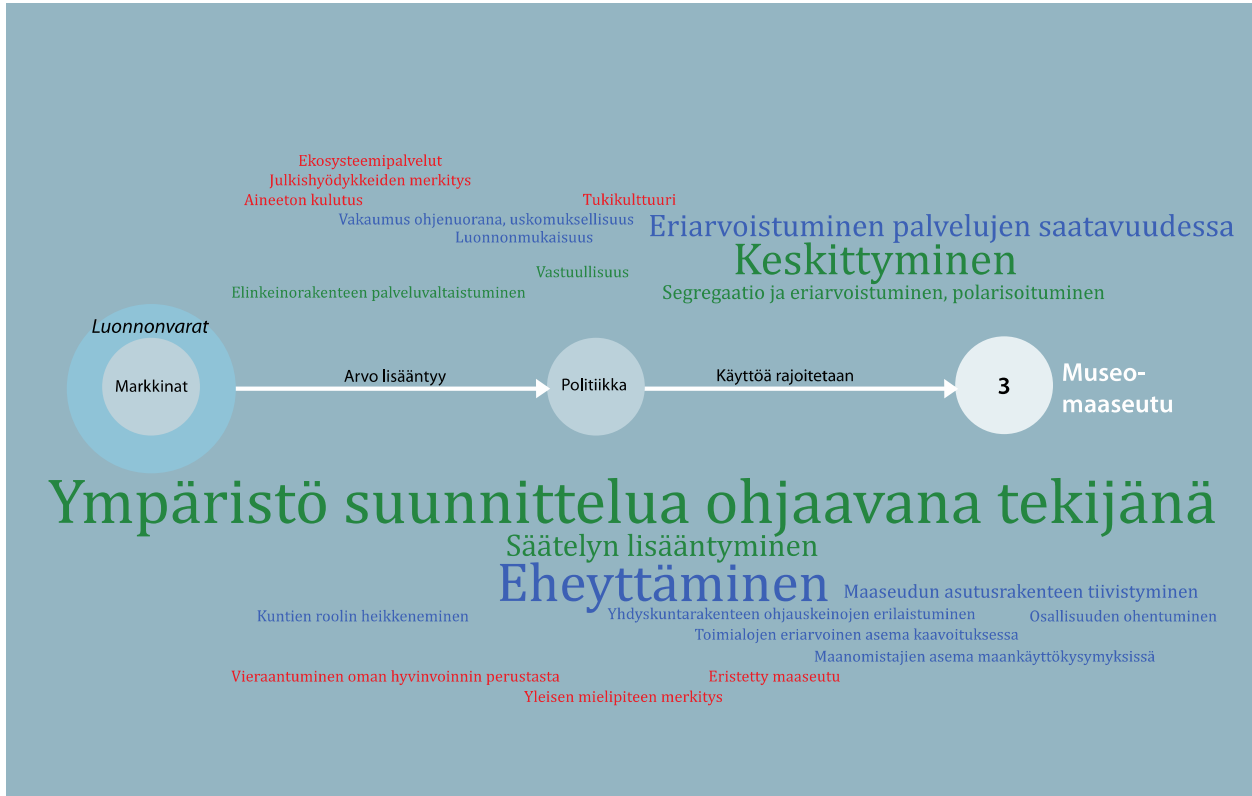 Ekosysteemipalvelut
Julkishyödykkeiden merkitys
Aineeton kulutus
Tukikulttuuri
Vakaumus ohjenuorana, uskomuksellisuus
Eriarvoistuminen palvelujen saatavuudessa
Luonnonmukaisuus
Keskittyminen
Vastuullisuus
Elinkeinorakenteen palveluvaltaistuminen
Segregaatio ja eriarvoistuminen, polarisoituminen
Luonnonvarat
Markkinat
Arvo lisääntyy
Politiikka
Käyttöä rajoitetaan
3
Museo-
maaseutu
Ympäristö suunnittelua ohjaavana tekijänä
Säätelyn lisääntyminen
Eheyttäminen
Maaseudun asutusrakenteen tiivistyminen
Kuntien roolin heikkeneminen
Yhdyskuntarakenteen ohjauskeinojen erilaistuminen
Osallisuuden ohentuminen
Toimialojen eriarvoinen asema kaavoituksessa
Maanomistajien asema maankäyttökysymyksissä
Vieraantuminen oman hyvinvoinnin perustasta
Eristetty maaseutu
Yleisen mielipiteen merkitys